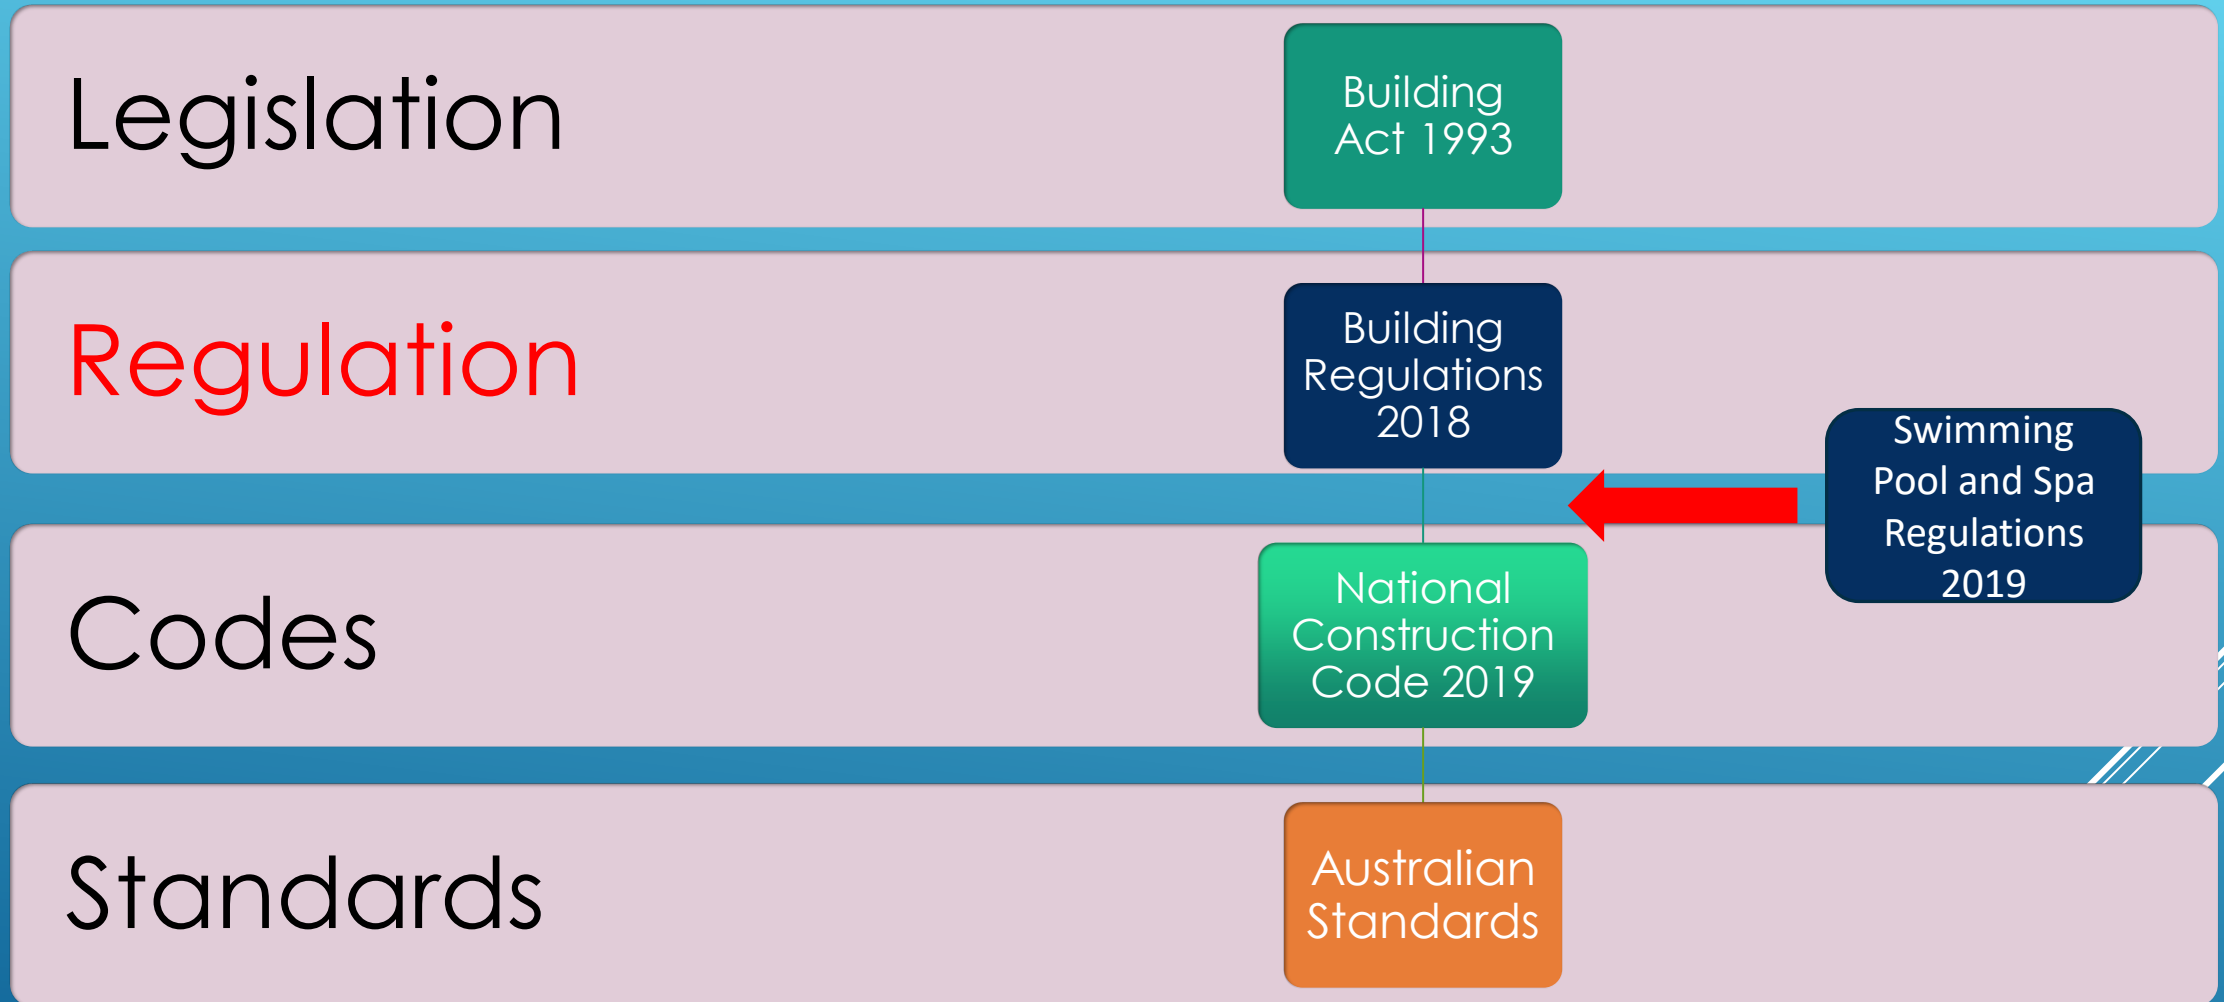 Legislation
Building
Act 1993
Regulation
Building
Regulations
2018
Swimming
Pool and Spa
Regulations
2019
Codes
National
Construction
Code 2019
Standards
Australian
Standards